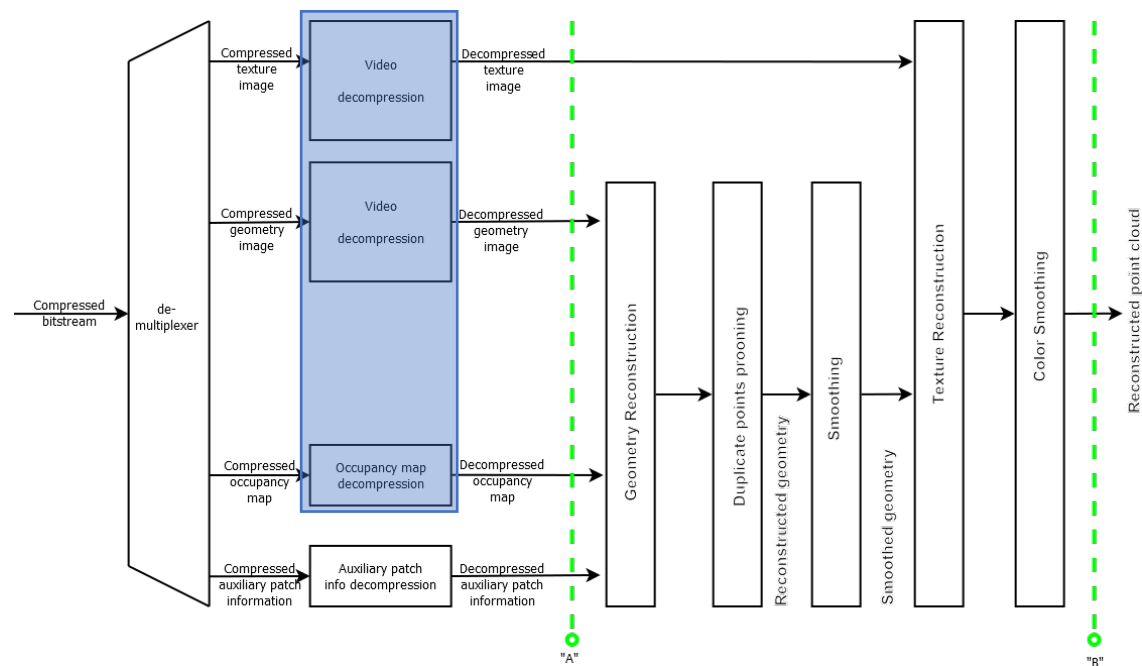 Compressed
texture
image
Video
decompression
Decompressed
texture
image
Compressed
geometry
image
Video
decompression
Decompressed
geometry
image
Compressed
bitstream
de-
multiplexer
Compressed
occupancy
map
Occupancy map
decompression
Decompressed
occupancy
map
Compressed
auxiliary patch
information
Auxiliary patch
info decompression
Decompressed
auxiliary patch
information
Geometry Reconstruction
Duplicate points prooning
Reconstructed geometry
Smoothing
Smoothed geometry
Texture Reconstruction
Color Smoothing
Reconstructed point cloud
"A"
"B"